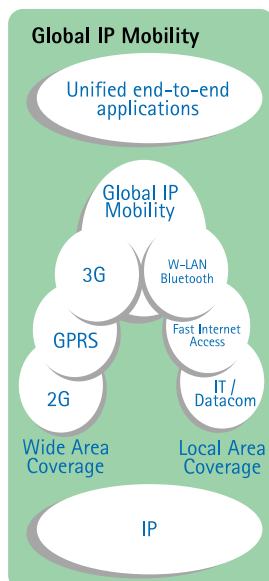 Global IP Mobility
Unified end-to-end
applications
Global IP
Mobility
3G
W-LAN
Bluetooth
GPRS
Fast Internet
Access
2G
IT /
Datacom
Wide Area
Coverage
Local Area
Coverage
IP